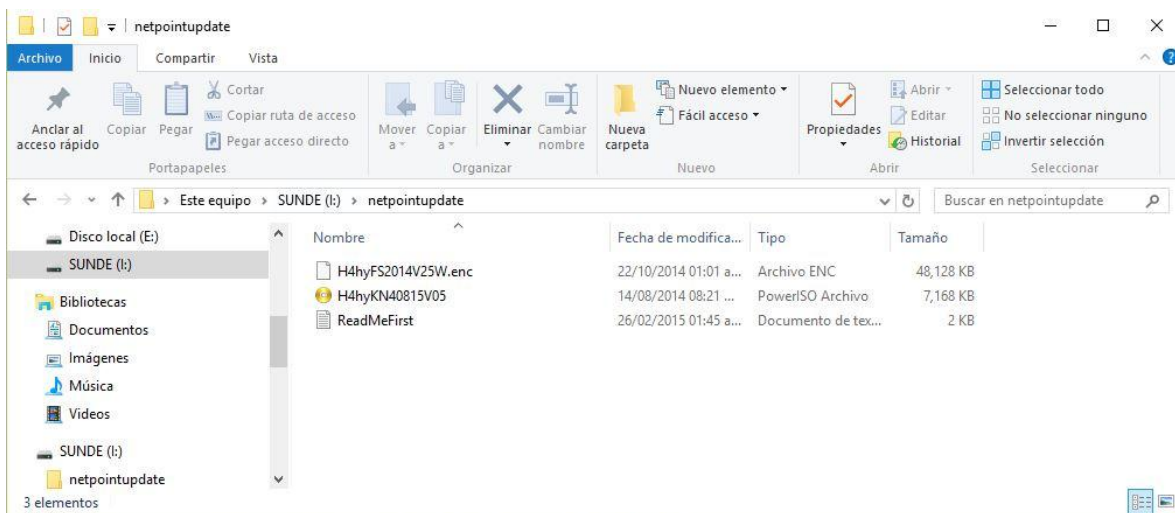 netpointupdate
Archivo Inicio Compartir Vista
Anclar al acceso rápido
Copiar
Pegar
Cortar
Copiar ruta de acceso
Pegar acceso directo
Portapapeles
Mover a
Copiar a
Eliminar
Cambiar nombre
Organizar
Nueva carpeta
Nuevo elemento
Fácil acceso
Nuevo
Propiedades
Abrir
Editar
Historial
Abrir
Seleccionar todo
No seleccionar ninguno
Invertir selección
Seleccionar
Este equipo > SUNDE (I:) > netpointupdate
Buscar en netpointupdate
Disco local (E:)
SUNDE (I:)
Bibliotecas
Documentos
Imágenes
Música
Videos
SUNDE (I:)
netpointupdate
Nombre Fecha de modifica... Tipo Tamaño
H4hyFS2014V25W.enc 22/10/2014 01:01 a... Archivo ENC 48,128 KB
H4hyKN40815V05 14/08/2014 08:21 ... PowerISO Archivo 7,168 KB
ReadMeFirst 26/02/2015 01:45 a... Documento de tex... 2 KB
3 elementos